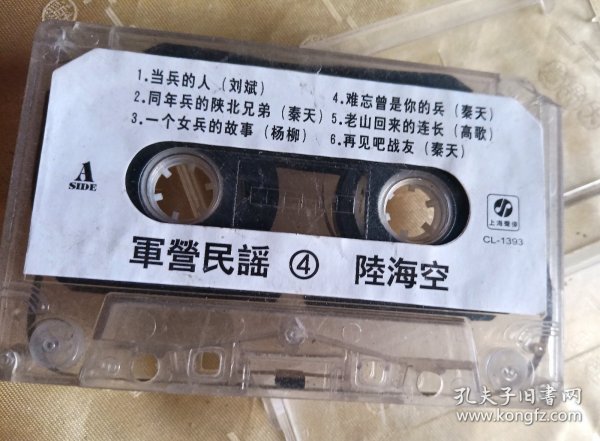 1.当兵的人（刘斌）
2.同年兵的陕北兄弟（秦天）
3.一个女兵的故事（杨柳）
4.难忘曾是你的兵（秦天）
5.老山回来的连长（高歌）
6.再见吧战友（秦天）
A
SIDE
上海聲像
CL-1393
軍營民謡 ④ 陸海空
孔夫子旧书网
www.kongfz.com